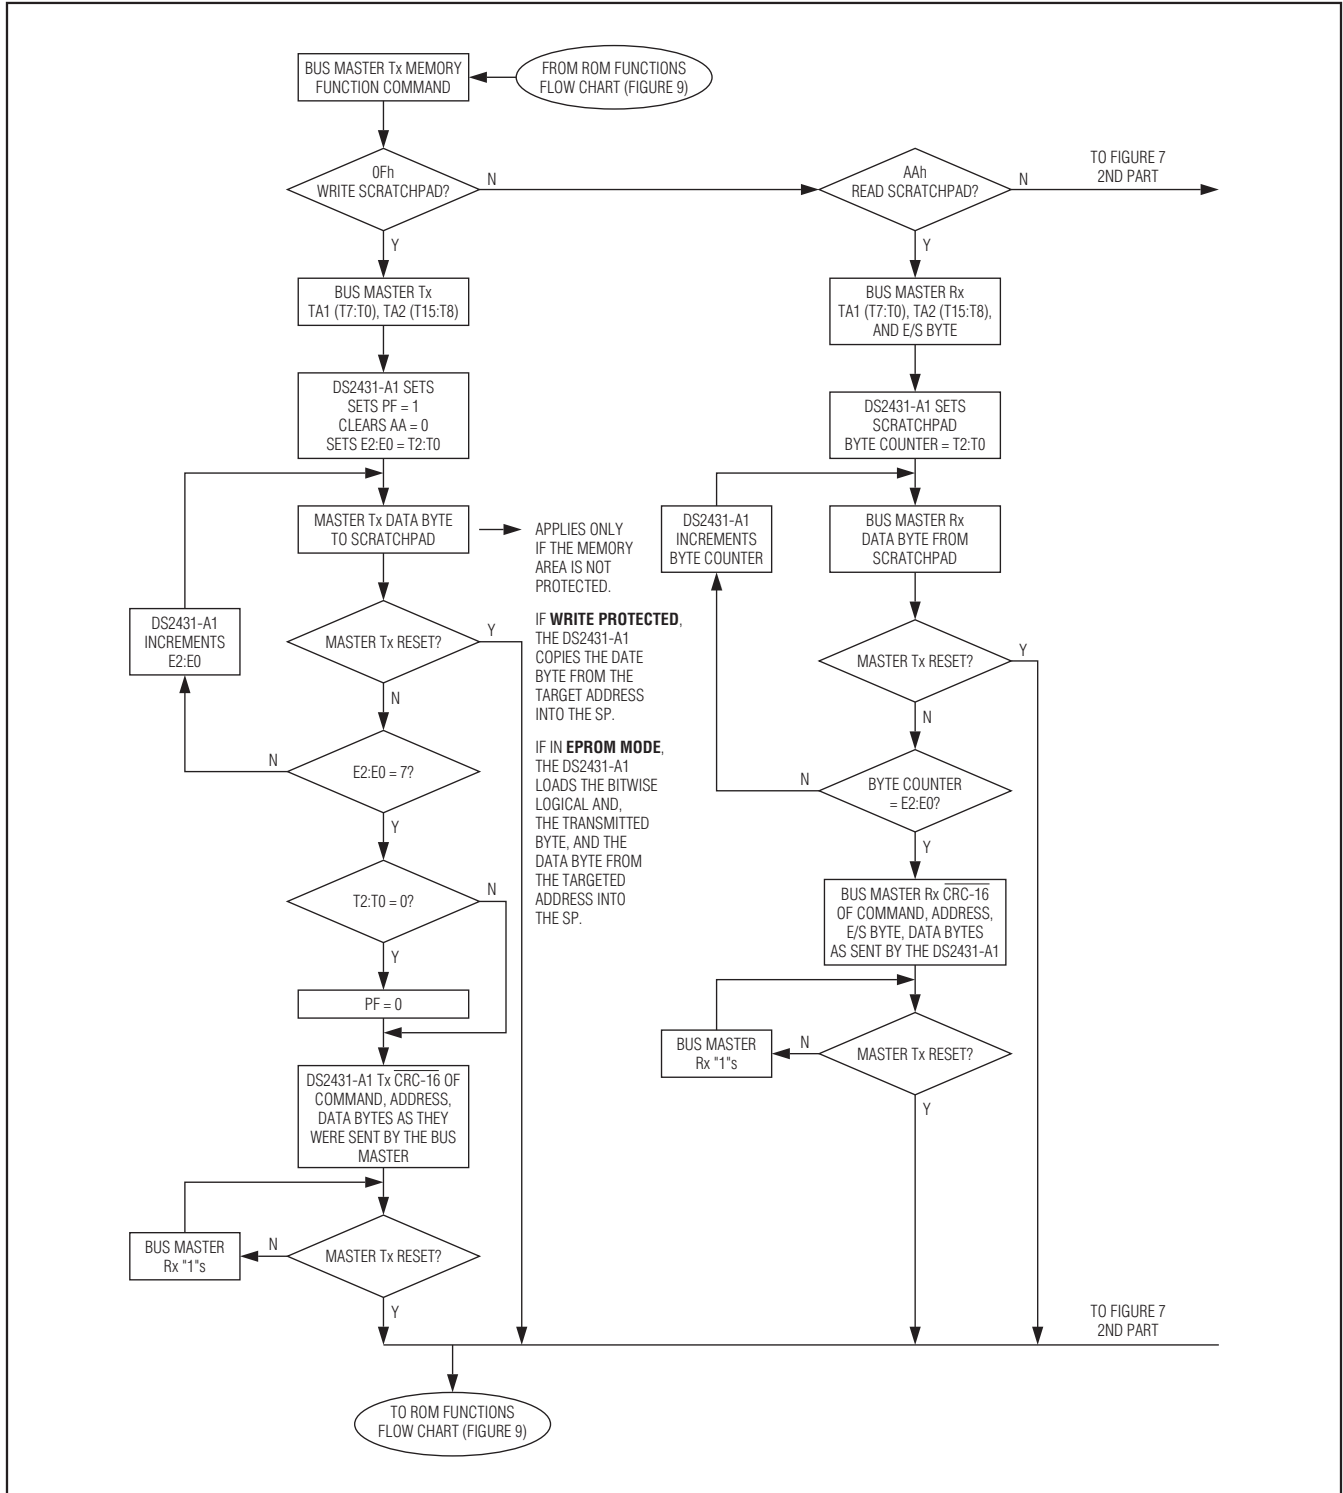 BUS MASTER Tx MEMORY
FUNCTION COMMAND
FROM ROM FUNCTIONS
FLOW CHART (FIGURE 9)
0Fh
WRITE SCRATCHPAD?
N
Y
AAh
READ SCRATCHPAD?
N
Y
TO FIGURE 7
2ND PART
BUS MASTER Tx
TA1 (T7:T0), TA2 (T15:T8)
DS2431-A1 SETS
SETS PF = 1
CLEARS AA = 0
SETS E2:E0 = T2:T0
MASTER Tx DATA BYTE
TO SCRATCHPAD
APPLIES ONLY
IF THE MEMORY
AREA IS NOT
PROTECTED.
IF WRITE PROTECTED,
THE DS2431-A1
COPIES THE DATE
BYTE FROM THE
TARGET ADDRESS
INTO THE SP.
IF IN EPROM MODE,
THE DS2431-A1
LOADS THE BITWISE
LOGICAL AND,
THE TRANSMITTED
BYTE, AND THE
DATA BYTE FROM
THE TARGETED
ADDRESS INTO
THE SP.
DS2431-A1
INCREMENTS
E2:E0
MASTER Tx RESET?
Y
N
E2:E0 = 7?
N
Y
T2:T0 = 0?
N
Y
PF = 0
DS2431-A1 Tx CRC-16 OF
COMMAND, ADDRESS,
DATA BYTES AS THEY
WERE SENT BY THE BUS
MASTER
BUS MASTER
Rx "1"s
N
MASTER Tx RESET?
Y
BUS MASTER Rx
TA1 (T7:T0), TA2 (T15:T8),
AND E/S BYTE
DS2431-A1 SETS
SCRATCHPAD
BYTE COUNTER = T2:T0
DS2431-A1
INCREMENTS
BYTE COUNTER
BUS MASTER Rx
DATA BYTE FROM
SCRATCHPAD
MASTER Tx RESET?
Y
N
BYTE COUNTER
= E2:E0?
N
Y
BUS MASTER Rx CRC-16
OF COMMAND, ADDRESS,
E/S BYTE, DATA BYTES
AS SENT BY THE DS2431-A1
BUS MASTER
Rx "1"s
N
MASTER Tx RESET?
Y
TO FIGURE 7
2ND PART
TO ROM FUNCTIONS
FLOW CHART (FIGURE 9)